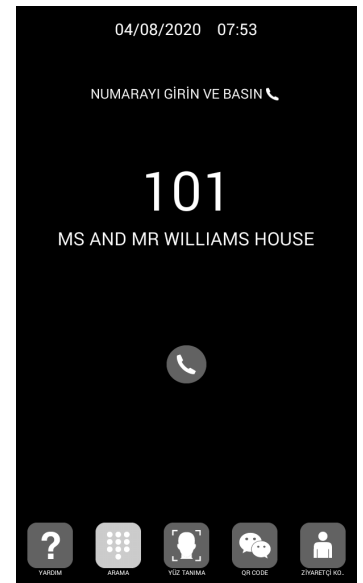 04/08/2020 07:53
NUMARAYI GİRİN VE BASIN
101
MS AND MR WILLIAMS HOUSE
YARDIM
ARAMA
YÜZ TANIMA
QR CODE
ZİYARETÇİ KO..